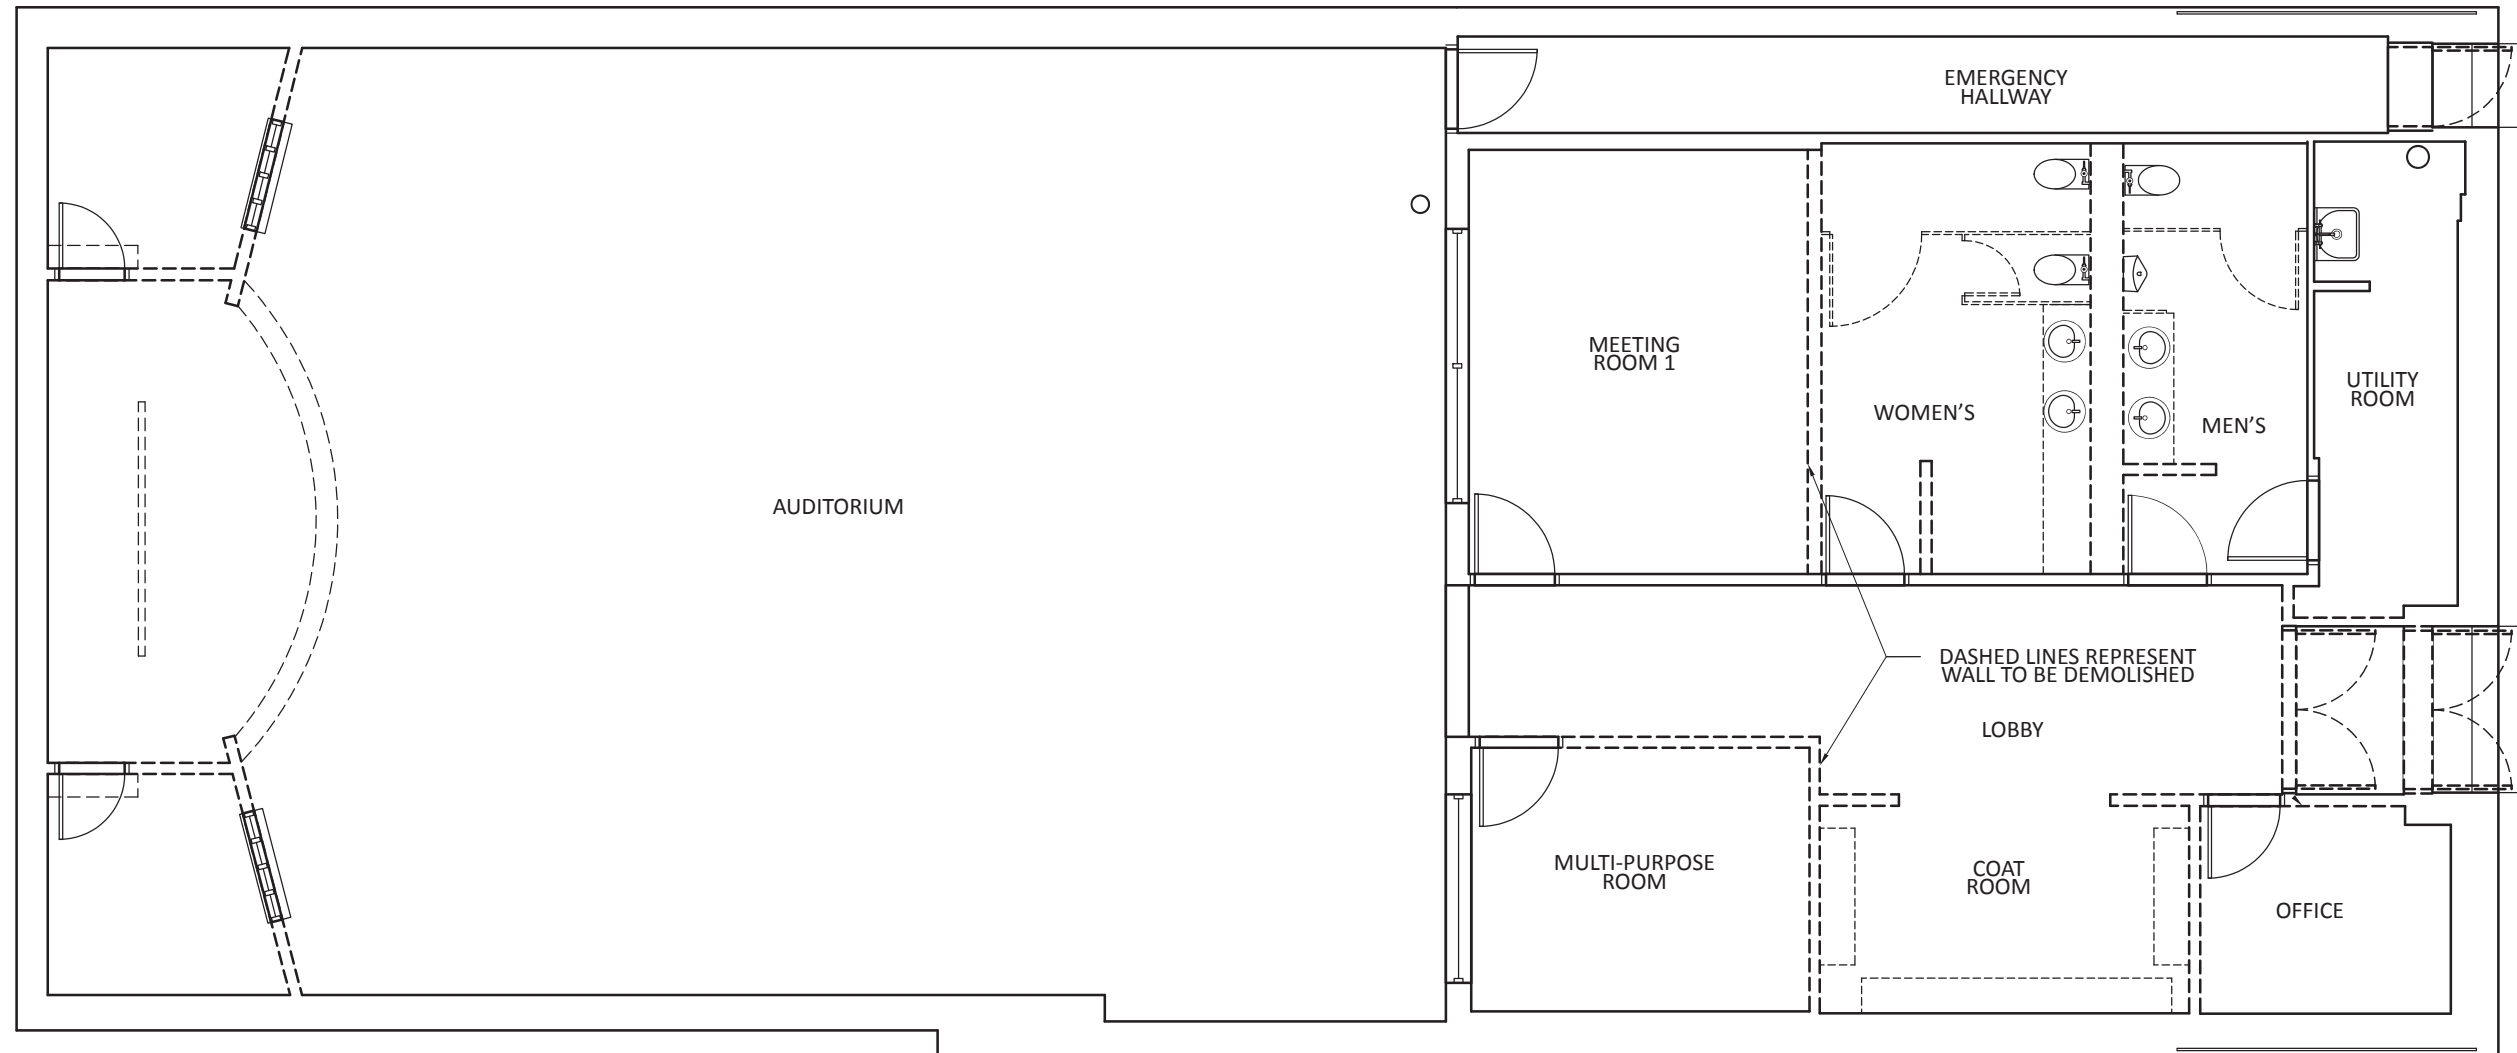 EMERGENCY
HALLWAY
MEETING
ROOM 1
UTILITY
ROOM
WOMEN’S
MEN’S
AUDITORIUM
DASHED LINES REPRESENT
WALL TO BE DEMOLISHED
LOBBY
MULTI-PURPOSE
ROOM
COAT
ROOM
OFFICE